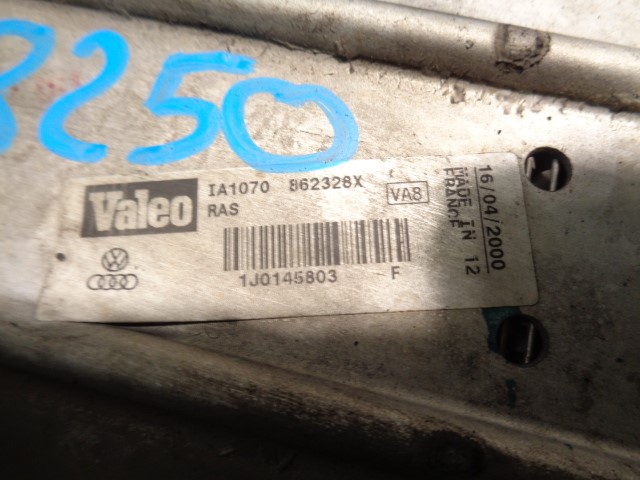 8250
Valeo
IA1070 862328X
RAS
VA8
1J0145803 F
MADE IN
FRANCE
16/04/2000
12